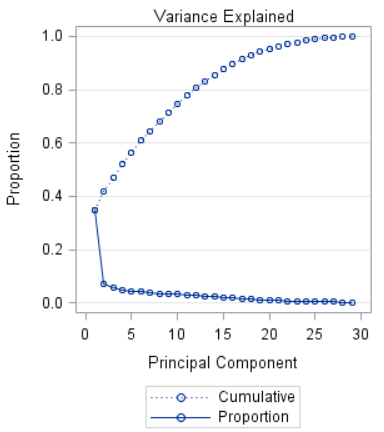 Variance Explained
1.0
0.8
0.6
0.4
0.2
0.0
Proportion
0 5 10 15 20 25 30
Principal Component
Cumulative
Proportion